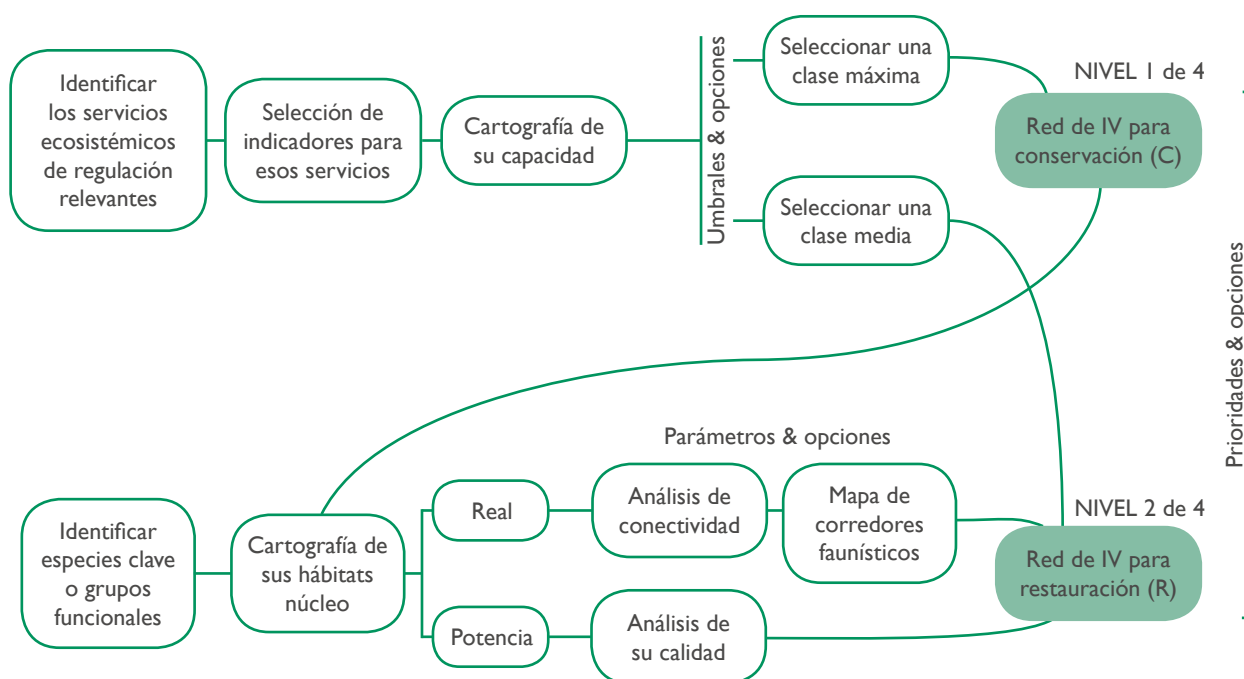 Identificar
los servicios
ecosistémicos
de regulación
relevantes
Selección de
indicadores para
esos servicios
Cartografía de
su capacidad
Umbrales & opciones
Seleccionar una
clase máxima
Seleccionar una
clase media
NIVEL 1 de 4
Red de IV para
conservación (C)
Prioridades & opciones
Identificar
especies clave
o grupos
funcionales
Cartografía de
sus hábitats
núcleo
Real
Potencia
Parámetros & opciones
Análisis de
conectividad
Mapa de
corredores
faunísticos
Análisis de
su calidad
NIVEL 2 de 4
Red de IV para
restauración (R)